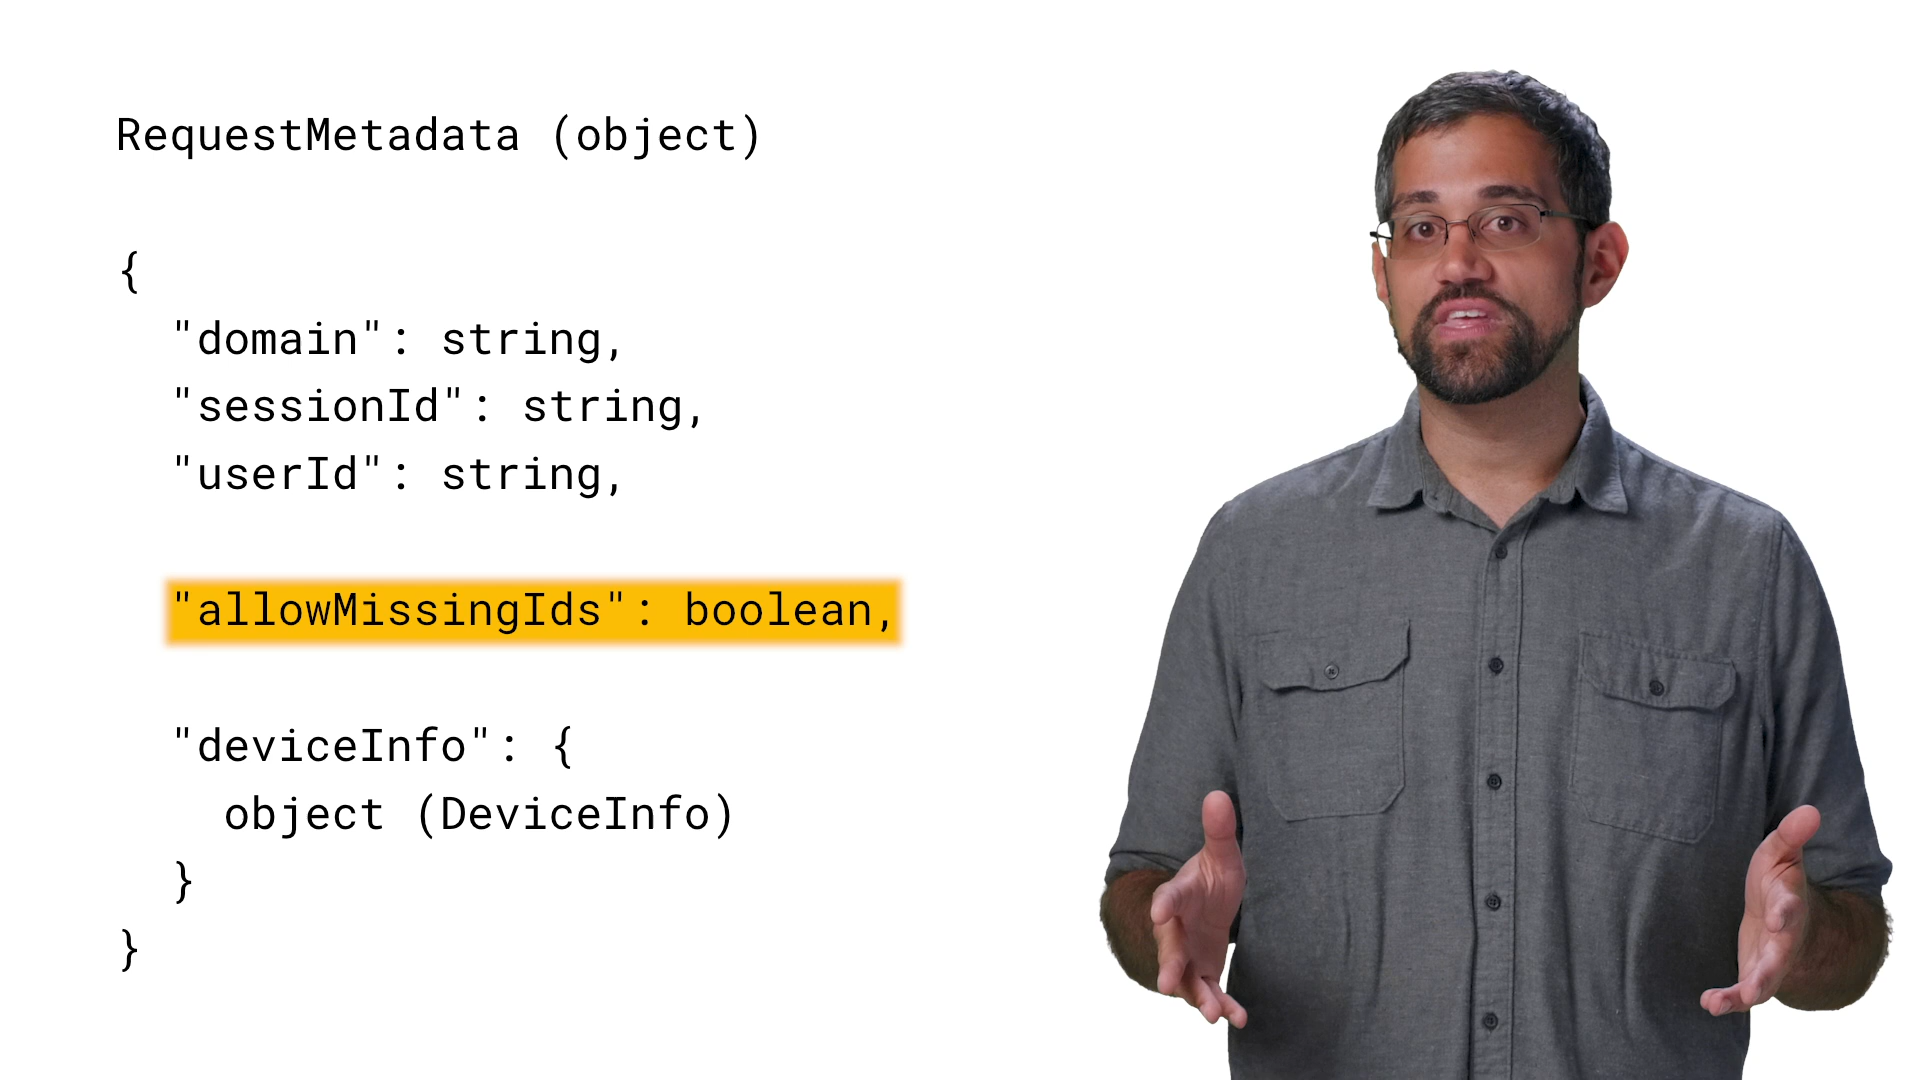 RequestMetadata (object)
{
"domain": string,
"sessionId": string,
"userId": string,
"allowMissingIds": boolean,
"deviceInfo": {
object (DeviceInfo)
}
}